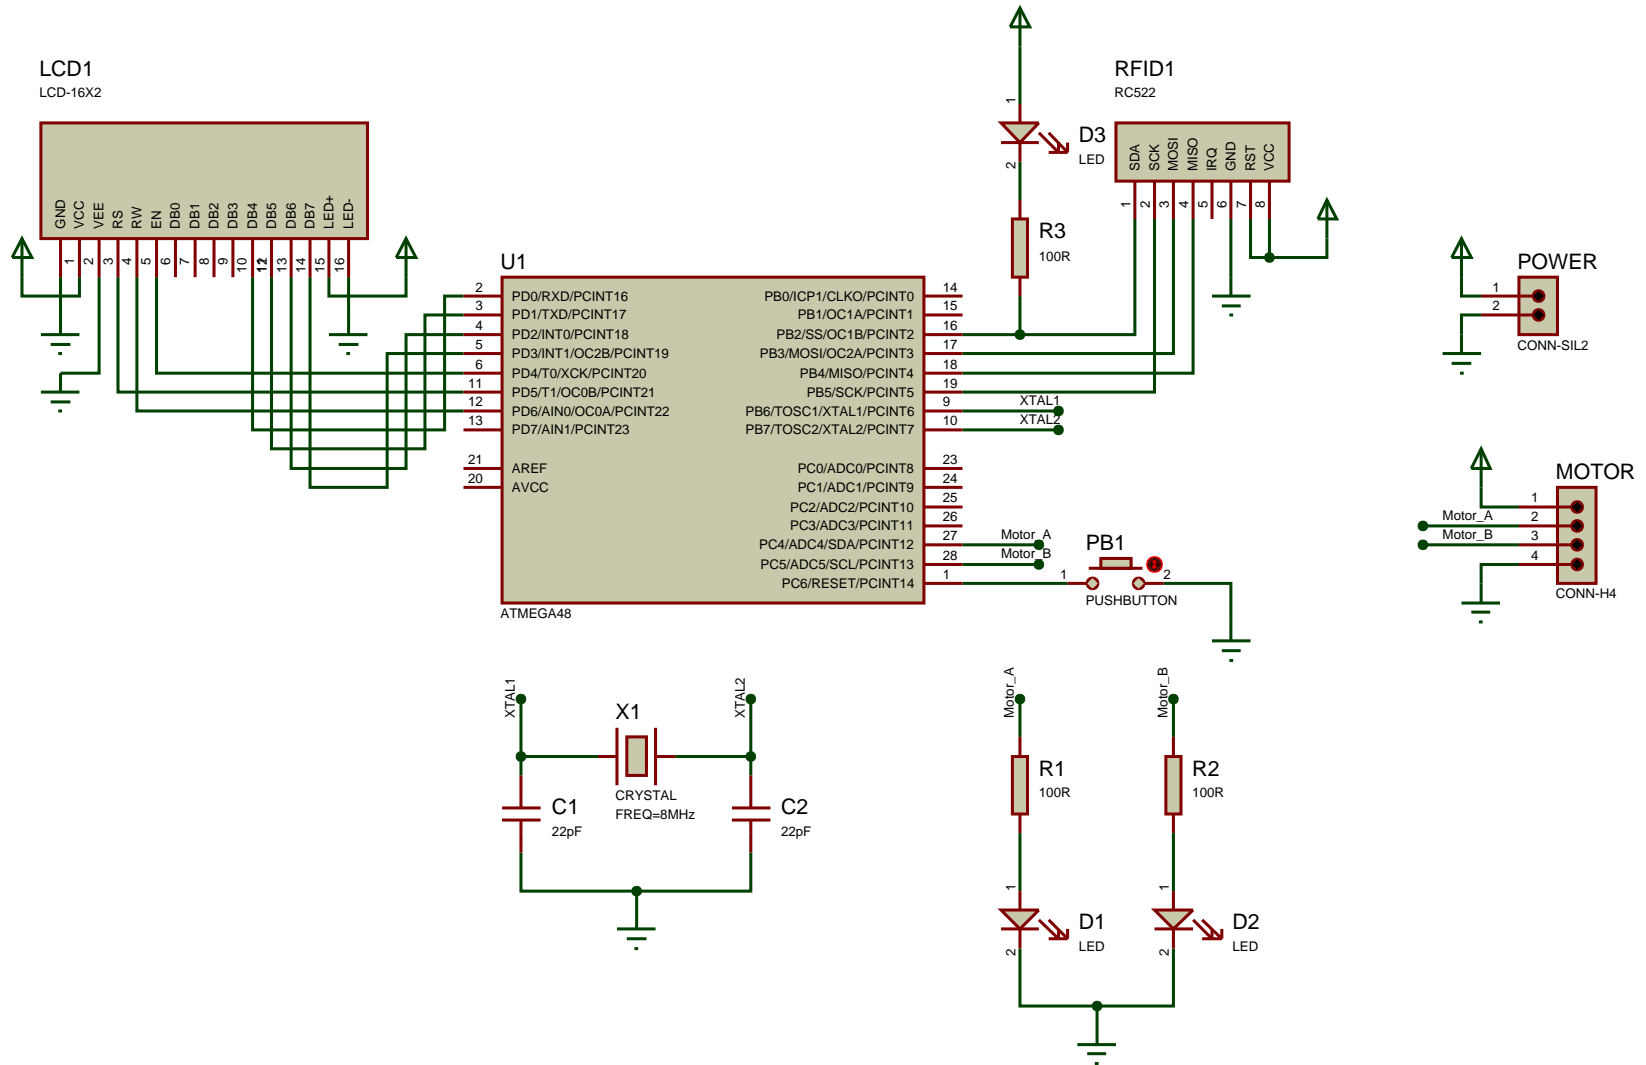 LCD1
LCD-16X2
GND
VCC
VEE
RS
RW
EN
DB0
DB1
DB2
DB3
DB4
DB5
DB6
DB7
LED+
LED-
1
2
3
4
5
6
7
8
9
10
11
12
13
14
15
16
U1
2
PD0/RXD/PCINT16
3
PD1/TXD/PCINT17
4
PD2/INT0/PCINT18
5
PD3/INT1/OC2B/PCINT19
6
PD4/T0/XCK/PCINT20
11
PD5/T1/OC0B/PCINT21
12
PD6/AIN0/OC0A/PCINT22
13
PD7/AIN1/PCINT23
21
AREF
20
AVCC
PB0/ICP1/CLKO/PCINT0
14
PB1/OC1A/PCINT1
15
PB2/SS/OC1B/PCINT2
16
PB3/MOSI/OC2A/PCINT3
17
PB4/MISO/PCINT4
18
PB5/SCK/PCINT5
19
PB6/TOSC1/XTAL1/PCINT6
9
XTAL1
PB7/TOSC2/XTAL2/PCINT7
10
XTAL2
PC0/ADC0/PCINT8
23
PC1/ADC1/PCINT9
24
PC2/ADC2/PCINT10
25
PC3/ADC3/PCINT11
26
PC4/ADC4/SDA/PCINT12
27
Motor_A
PC5/ADC5/SCL/PCINT13
28
Motor_B
PC6/RESET/PCINT14
1
ATMEGA48
1
D3
LED
2
R3
100R
RFID1
RC522
SDA
SCK
MOSI
MISO
IRQ
GND
RST
VCC
1
2
3
4
5
6
7
8
POWER
1
2
CONN-SIL2
MOTOR
1
Motor_A
2
Motor_B
3
4
CONN-H4
PB1
1
2
PUSHBUTTON
XTAL1
XTAL2
X1
CRYSTAL
FREQ=8MHz
C1
22pF
C2
22pF
Motor_A
Motor_B
R1
100R
R2
100R
1
D1
LED
2
1
D2
LED
2